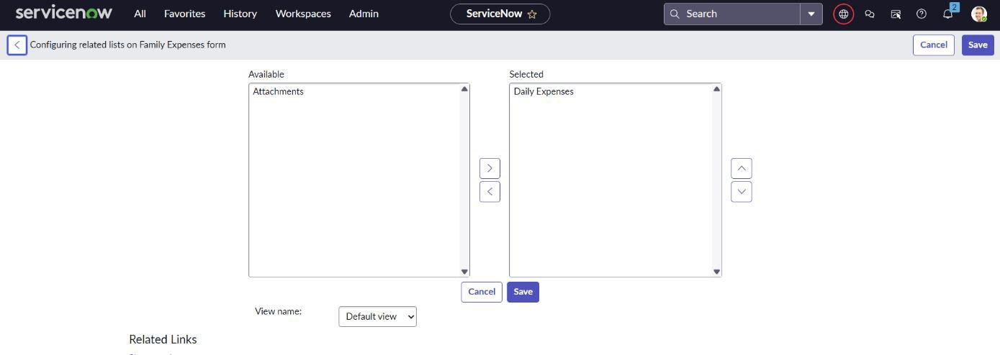 servicenow All Favorites History Workspaces Admin ServiceNow Search 2
Configuring related lists on Family Expenses form Cancel Save
Available Selected
Attachments Daily Expenses
Cancel Save
View name: Default view
Related Links